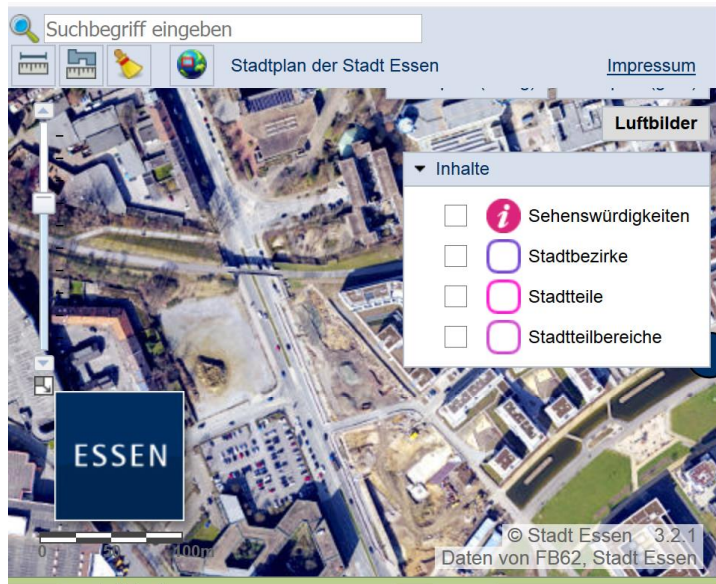 Suchbegriff eingeben
Stadtplan der Stadt Essen
Impressum
Luftbilder
Inhalte
Sehenswürdigkeiten
Stadtbezirke
Stadtteile
Stadtteilbereiche
ESSEN
0 50 100m
© Stadt Essen 3.2.1
Daten von FB62, Stadt Essen